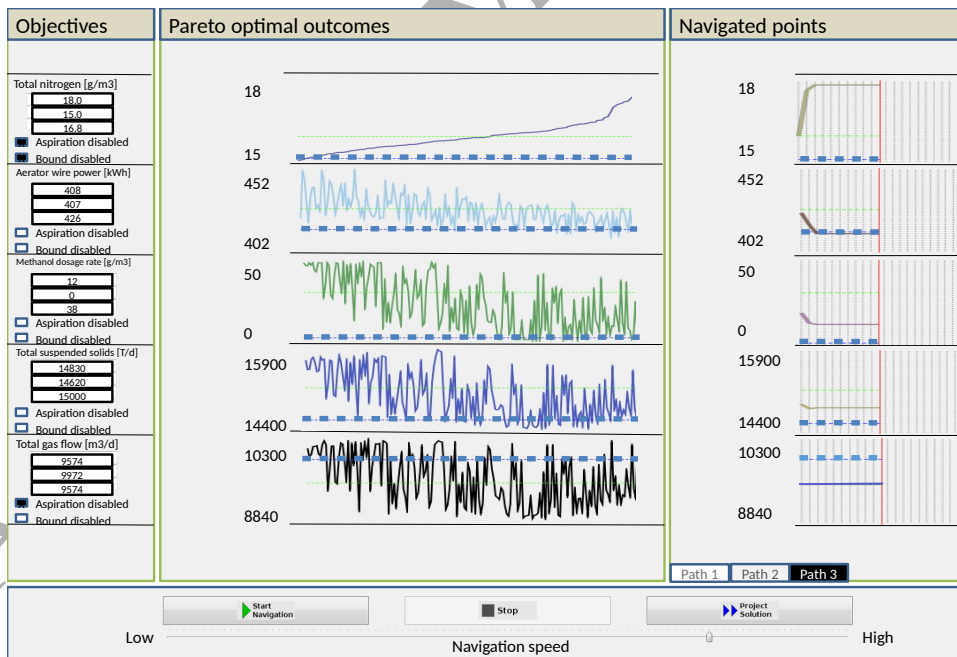 Objectives
Total nitrogen [g/m3]
18.0
15.0
16.8
Aspiration disabled
Bound disabled
Aerator wire power [kWh]
408
407
426
Aspiration disabled
Bound disabled
Methanol dosage rate [g/m3]
12
0
38
Aspiration disabled
Bound disabled
Total suspended solids [T/d]
14830
14620
15000
Aspiration disabled
Bound disabled
Total gas flow [m3/d]
9574
9972
9574
Aspiration disabled
Bound disabled
Pareto optimal outcomes
18
15
452
402
50
0
15900
14400
10300
8840
Navigated points
18
15
452
402
50
0
15900
14400
10300
8840
Path 1
Path 2
Path 3
Start
Navigation
Stop
Project
Solution
Low
Navigation speed
High